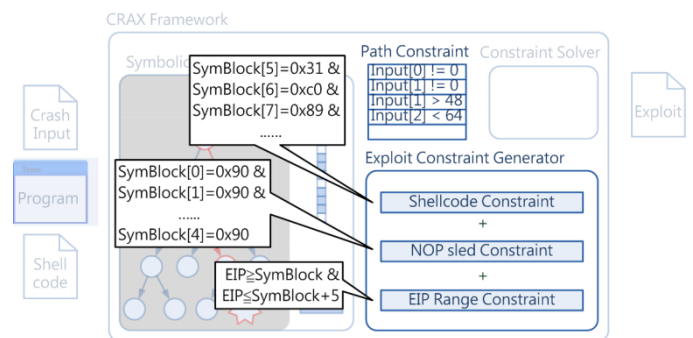 CRAX Framework
Symbolic
SymBlock[5]=0x31 &
SymBlock[6]=0xc0 &
SymBlock[7]=0x89 &
......
Path Constraint
Input[0] != 0
Input[1] != 0
Input[1] > 48
Input[2] < 64
Constraint Solver
Crash
Input
Program
Shell
code
Exploit
SymBlock[0]=0x90 &
SymBlock[1]=0x90 &
......
SymBlock[4]=0x90
EIP≧SymBlock &
EIP≦SymBlock+5
Exploit Constraint Generator
Shellcode Constraint
+
NOP sled Constraint
+
EIP Range Constraint